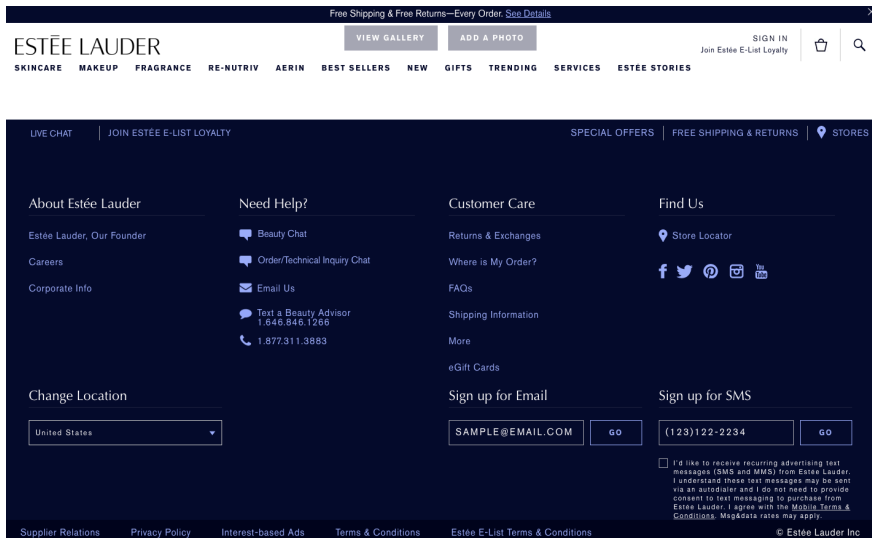 Free Shipping & Free Returns—Every Order. See Details
ESTĒE LAUDER
VIEW GALLERY
ADD A PHOTO
SIGN IN
Join Estée E-List Loyalty
SKINCARE MAKEUP FRAGRANCE RE-NUTRIV AERIN BEST SELLERS NEW GIFTS TRENDING SERVICES ESTÉE STORIES
LIVE CHAT JOIN ESTÉE E-LIST LOYALTY SPECIAL OFFERS FREE SHIPPING & RETURNS STORES
About Estée Lauder
Estée Lauder, Our Founder
Careers
Corporate Info
Need Help?
Beauty Chat
Order/Technical Inquiry Chat
Email Us
Text a Beauty Advisor
1.646.846.1266
1.877.311.3883
Customer Care
Returns & Exchanges
Where is My Order?
FAQs
Shipping Information
More
eGift Cards
Find Us
Store Locator
You Tube
Change Location
United States
Sign up for Email
SAMPLE@EMAIL.COM GO
Sign up for SMS
(123)122-2234 GO
I'd like to receive recurring advertising text
messages (SMS and MMS) from Estée Lauder.
I understand these text messages may be sent
via an autodialer and I do not need to provide
consent to text messaging to purchase from
Estée Lauder. I agree with the Mobile Terms &
Conditions. Msg&data rates may apply.
Supplier Relations Privacy Policy Interest-based Ads Terms & Conditions Estée E-List Terms & Conditions © Estée Lauder Inc